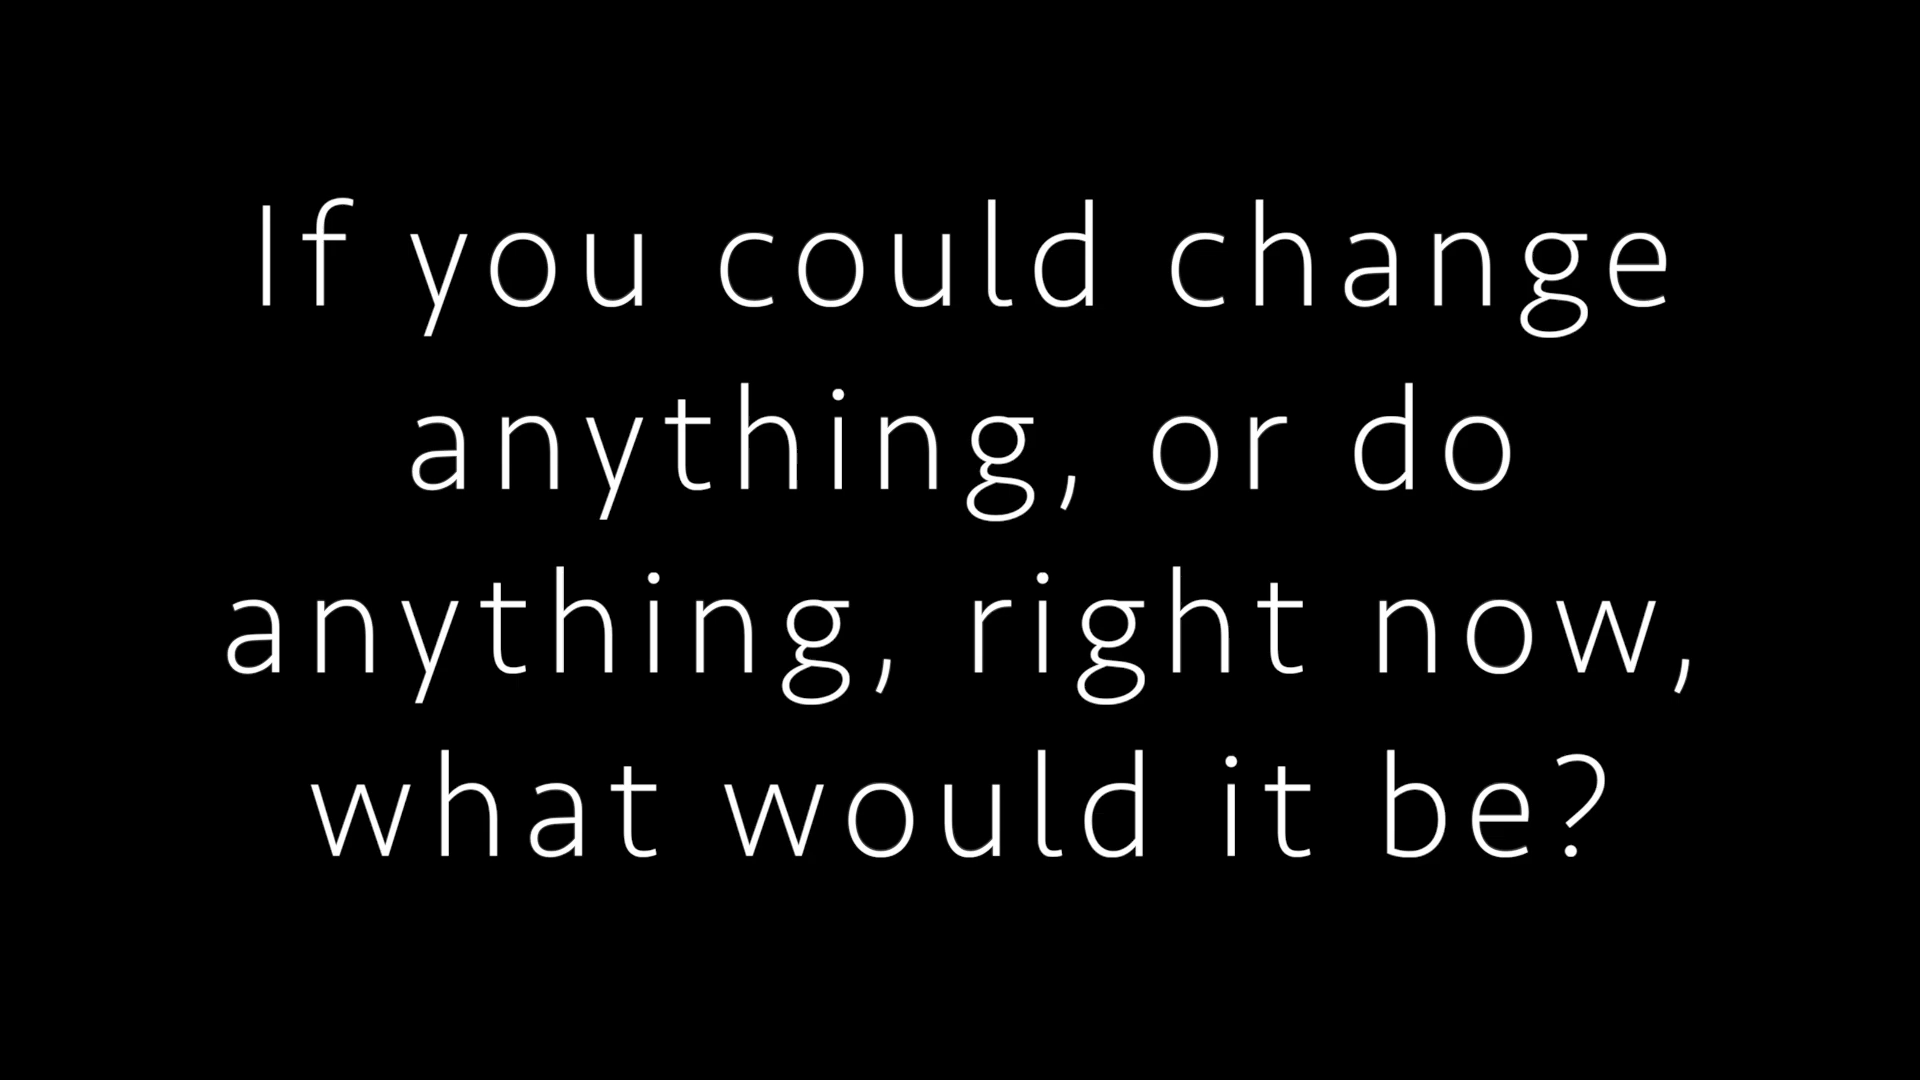 If you could change
anything, or do
anything, right now,
what would it be?